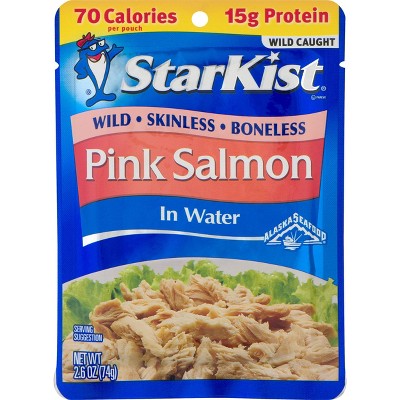 70 Calories
per pouch
15g Protein
WILD CAUGHT
StarKist
WILD • SKINLESS • BONELESS
Pink Salmon
In Water
ALASKA SEAFOOD
SERVING
SUGGESTION
NET WT
2.6 OZ (74g)